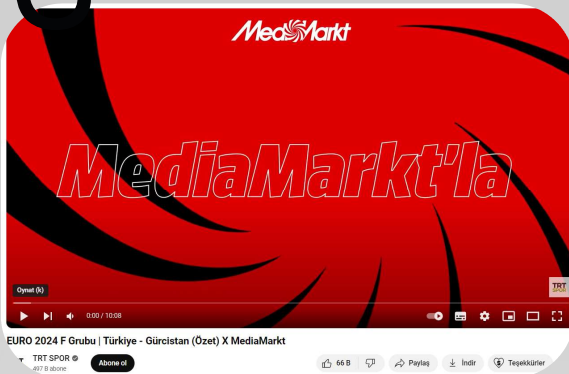 MediaMarkt
MediaMarkt'la
TRT
SPOR
Oynat (k)
0:00 / 10:08
EURO 2024 F Grubu | Türkiye - Gürcistan (Özet) X MediaMarkt
TRT SPOR
497 B abone
Abone ol
66 B
Paylaş
İndir
Teşekkürler